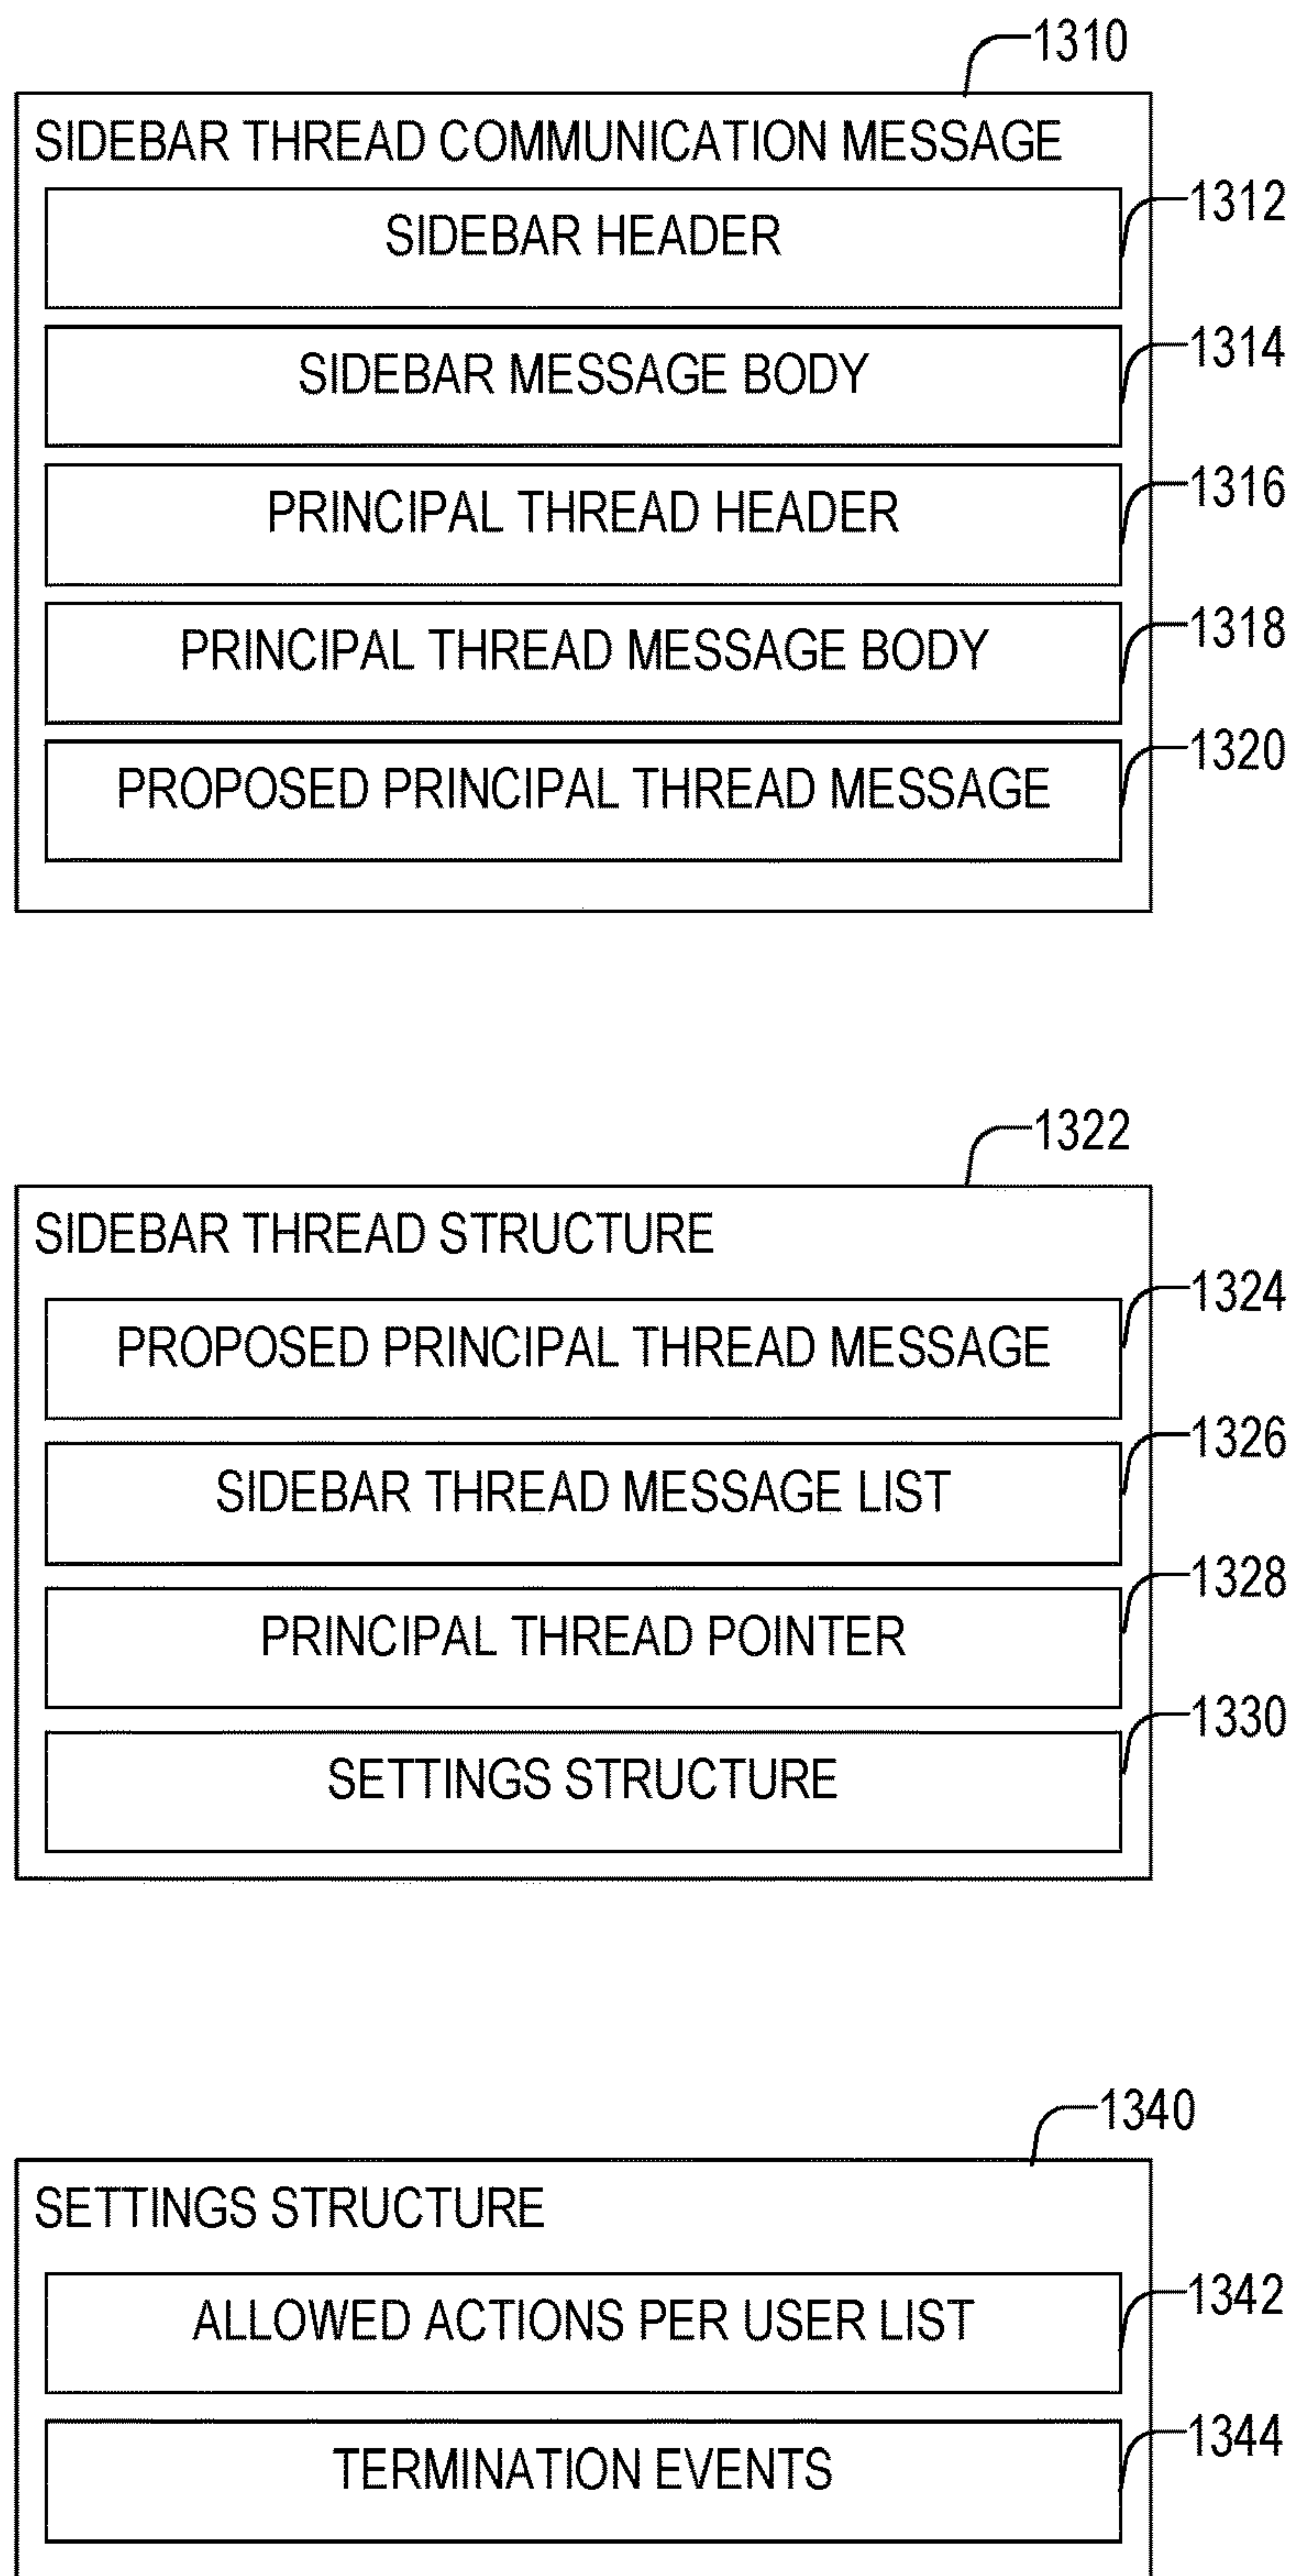 1310
SIDEBAR THREAD COMMUNICATION MESSAGE
SIDEBAR HEADER
1312
SIDEBAR MESSAGE BODY
1314
PRINCIPAL THREAD HEADER
1316
PRINCIPAL THREAD MESSAGE BODY
1318
PROPOSED PRINCIPAL THREAD MESSAGE
1320
1322
SIDEBAR THREAD STRUCTURE
PROPOSED PRINCIPAL THREAD MESSAGE
1324
SIDEBAR THREAD MESSAGE LIST
1326
PRINCIPAL THREAD POINTER
1328
SETTINGS STRUCTURE
1330
1340
SETTINGS STRUCTURE
ALLOWED ACTIONS PER USER LIST
1342
TERMINATION EVENTS
1344